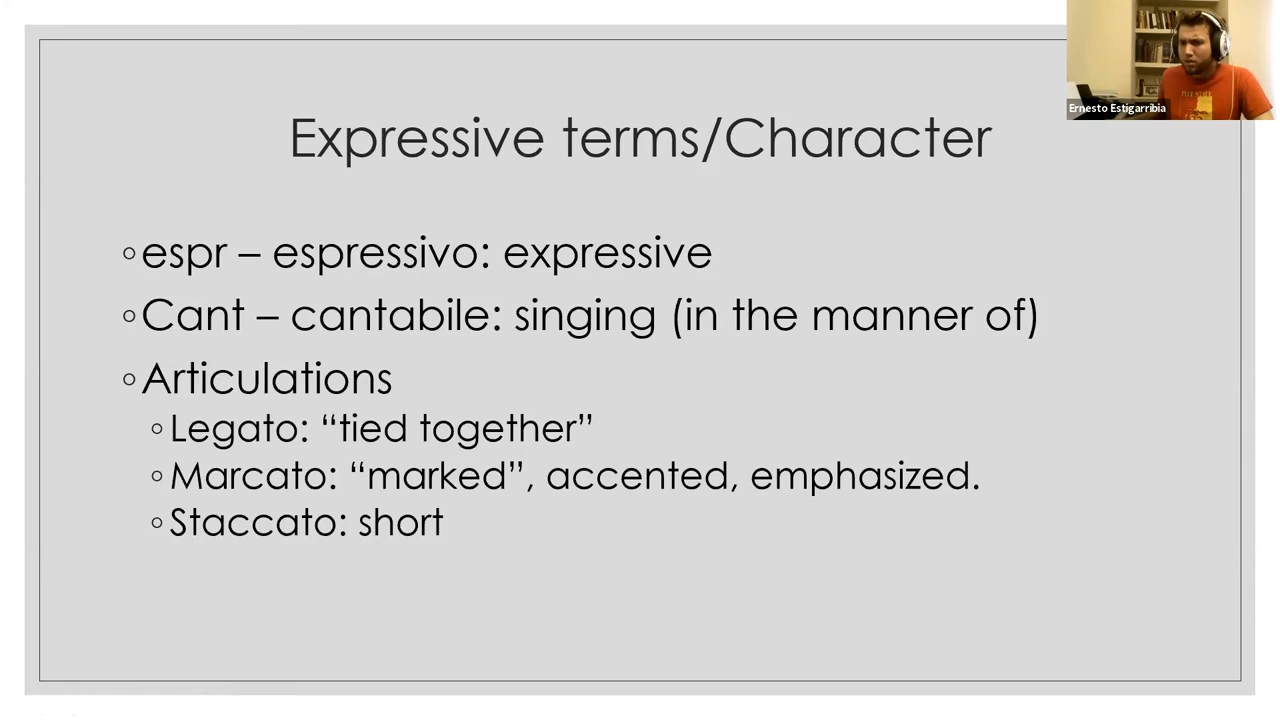 Ernesto Estigarribia
Expressive terms/Character
◦espr – espressivo: expressive
◦Cant – cantabile: singing (in the manner of)
◦Articulations
◦Legato: “tied together”
◦Marcato: “marked”, accented, emphasized.
◦Staccato: short